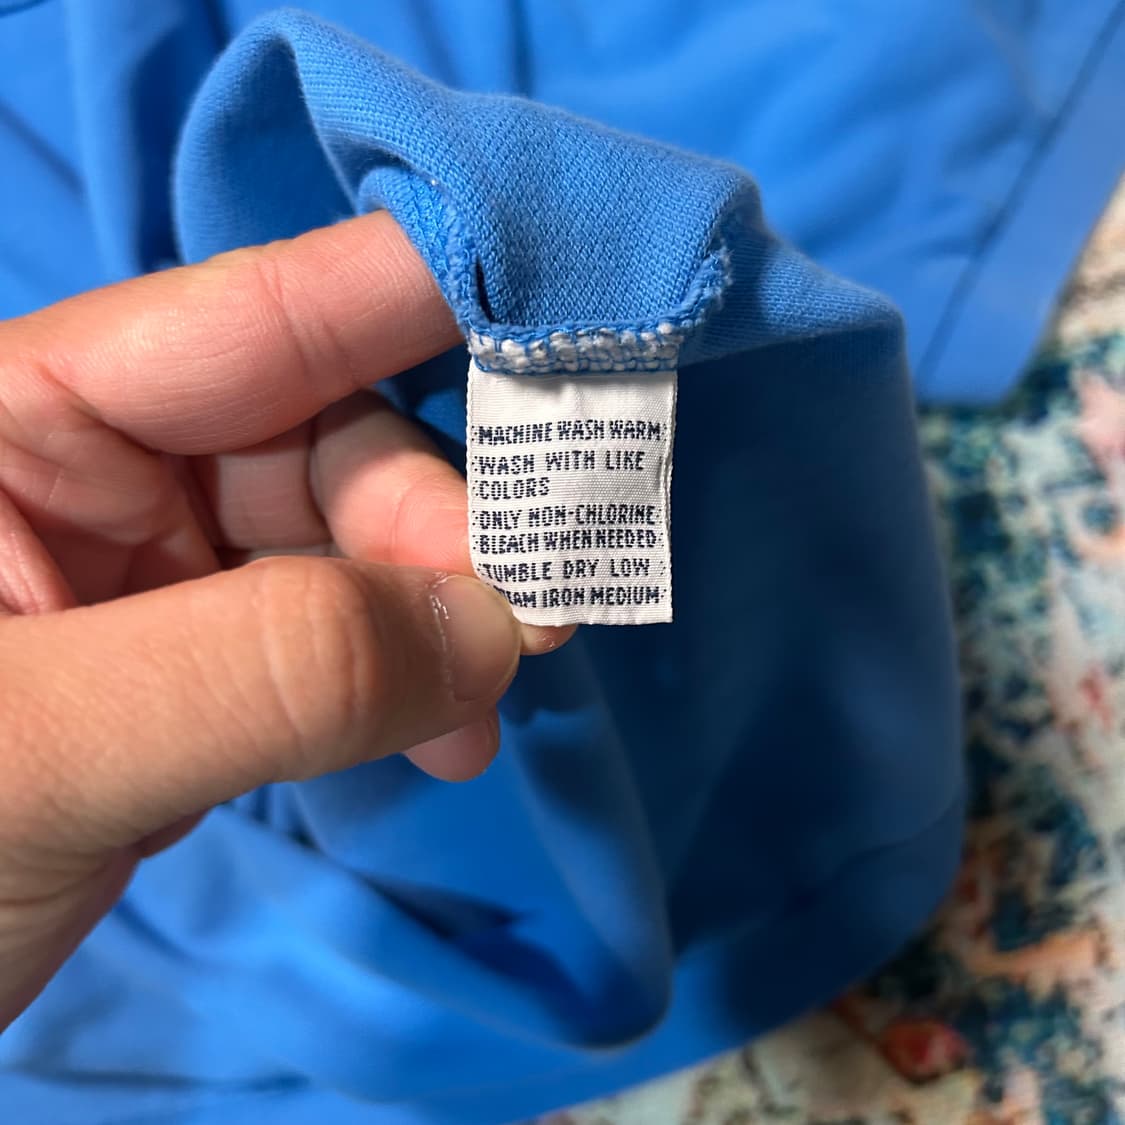 MACHINE WASH WARM
WASH WITH LIKE
COLORS
ONLY NON-CHLORINE
BLEACH WHEN NEEDED
TUMBLE DRY LOW
IRON MEDIUM